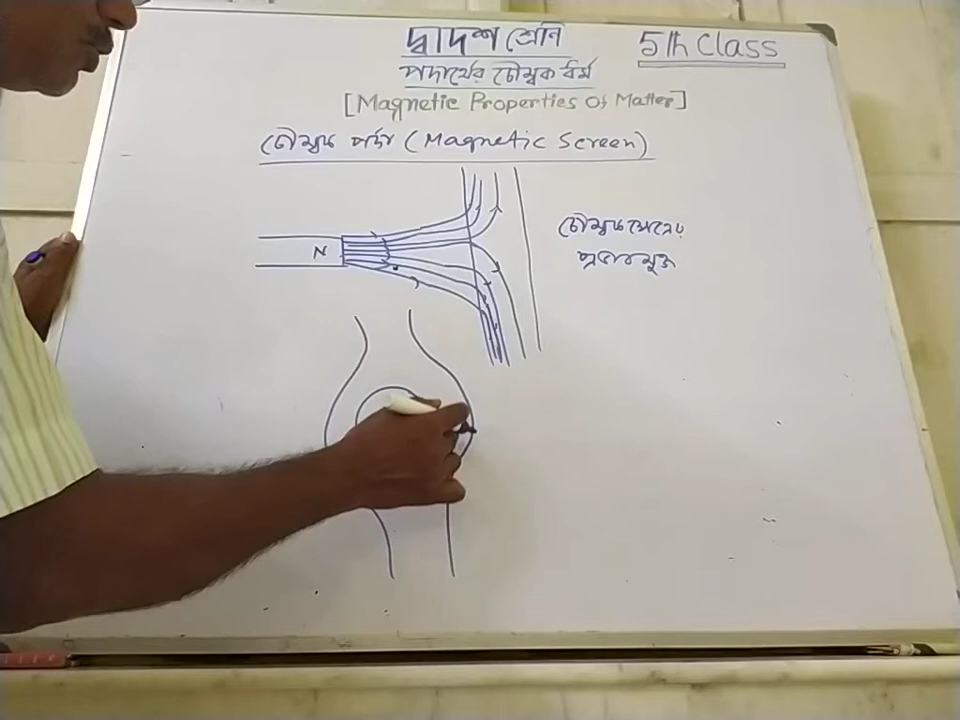 দ্বাদশ শ্রেণি
5th Class
পদার্থের চৌম্বক ধর্ম
[Magnetic Properties Of Matter]
চৌম্বক পর্দা (Magnetic Screen)
N
চৌম্বকক্ষেত্রের
প্রভাবমুক্ত